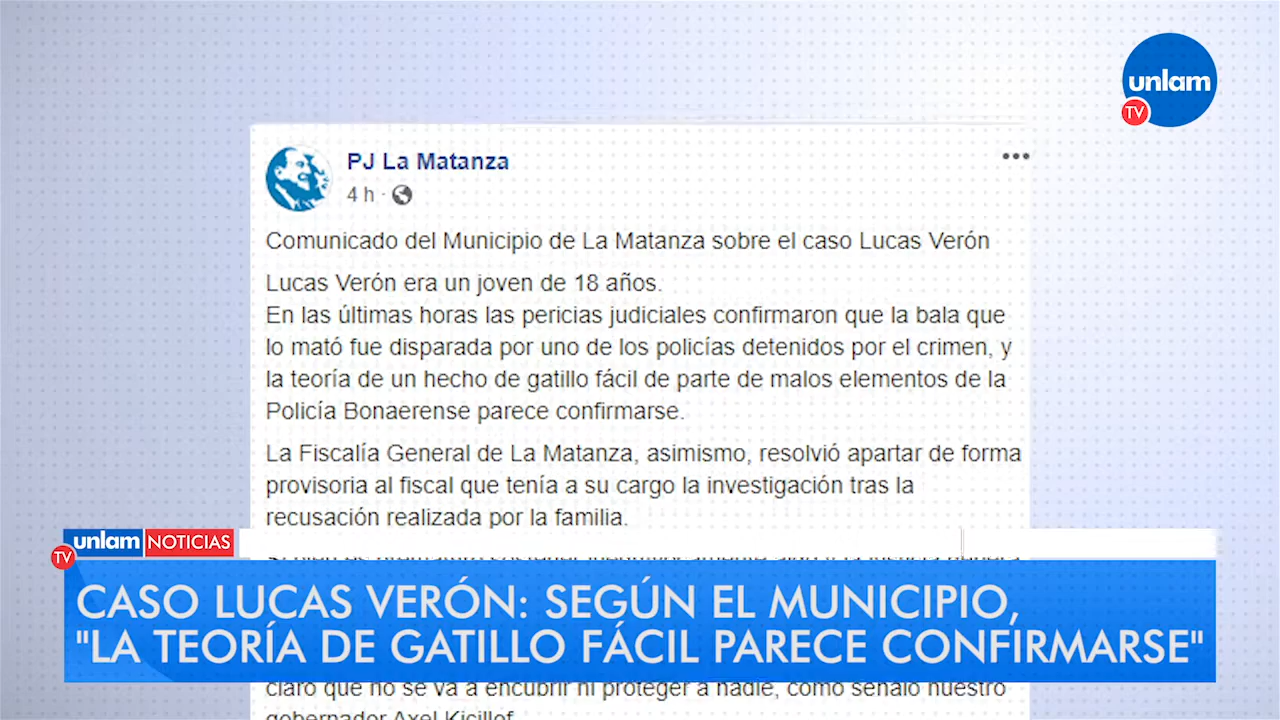 unlam
TV
PJ La Matanza
4 h ·
Comunicado del Municipio de La Matanza sobre el caso Lucas Verón
Lucas Verón era un joven de 18 años.
En las últimas horas las pericias judiciales confirmaron que la bala que
lo mató fue disparada por uno de los policías detenidos por el crimen, y
la teoría de un hecho de gatillo fácil de parte de malos elementos de la
Policía Bonaerense parece confirmarse.
La Fiscalía General de La Matanza, asimismo, resolvió apartar de forma
provisoria al fiscal que tenía a su cargo la investigación tras la
recusación realizada por la familia.
unlam NOTICIAS
TV
CASO LUCAS VERÓN: SEGÚN EL MUNICIPIO,
"LA TEORÍA DE GATILLO FÁCIL PARECE CONFIRMARSE"
claro que no se va a encubrir ni proteger a nadie, como señaló nuestro
gobernador Axel Kicillof